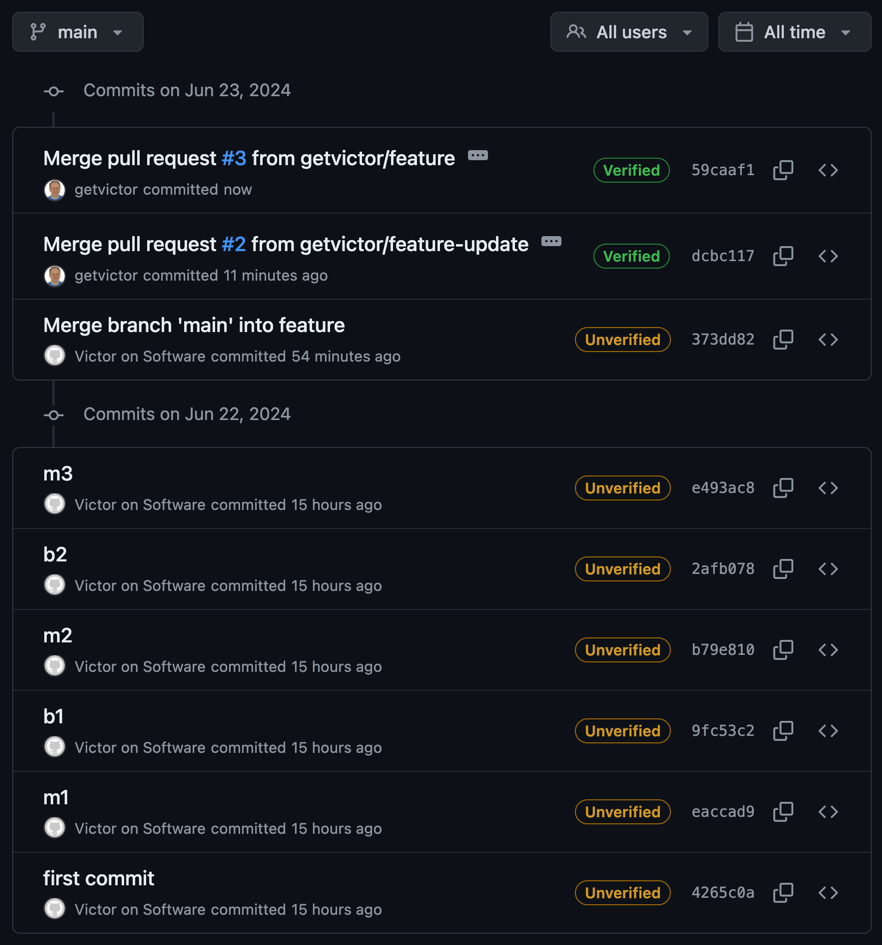 main
All users
All time
Commits on Jun 23, 2024
Merge pull request #3 from getvictor/feature
Verified
59caaf1
getvictor committed now
Merge pull request #2 from getvictor/feature-update
Verified
dcbc117
getvictor committed 11 minutes ago
Merge branch 'main' into feature
Unverified
373dd82
Victor on Software committed 54 minutes ago
Commits on Jun 22, 2024
m3
Unverified
e493ac8
Victor on Software committed 15 hours ago
b2
Unverified
2afb078
Victor on Software committed 15 hours ago
m2
Unverified
b79e810
Victor on Software committed 15 hours ago
b1
Unverified
9fc53c2
Victor on Software committed 15 hours ago
m1
Unverified
eaccad9
Victor on Software committed 15 hours ago
first commit
Unverified
4265c0a
Victor on Software committed 15 hours ago